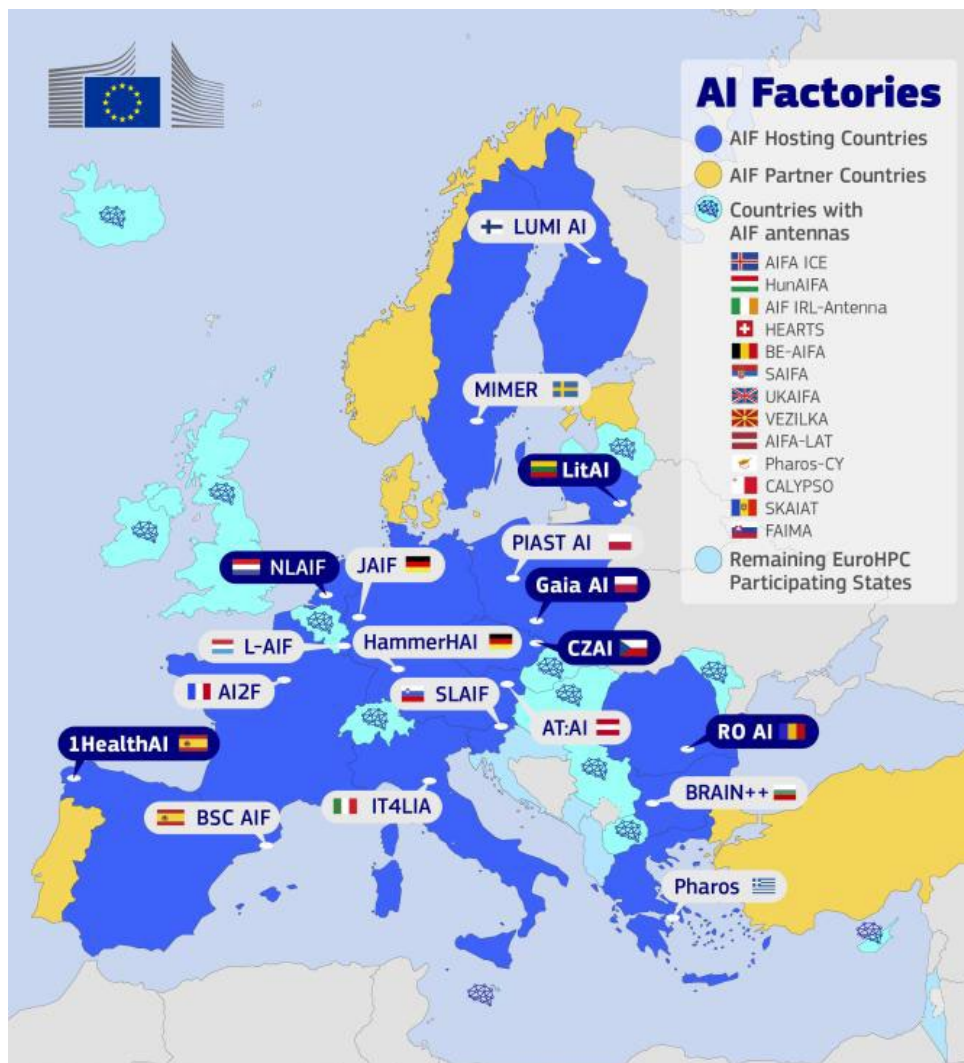 AI Factories
AIF Hosting Countries
AIF Partner Countries
Countries with
AIF antennas
AIFA ICE
HunAIFA
AIF IRL-Antenna
HEARTS
BE-AIFA
SAIFA
UKAIFA
VEZILKA
AIFA-LAT
Pharos-CY
CALYPSO
SKAIAT
FAIMA
Remaining EuroHPC
Participating States
LUMI AI
MIMER
LitAI
PIAST AI
NLAIF
JAIF
Gaia AI
L-AIF
HammerHAI
CZAI
AI2F
SLAIF
AT:AI
RO AI
1HealthAI
BRAIN++
BSC AIF
IT4LIA
Pharos